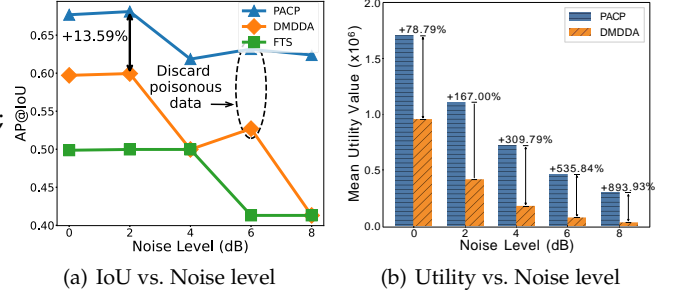 PACP
DMDDA
FTS
+13.59%
Discard
poisonous
data
AP@IoU
0.65
0.60
0.50
0.45
0.40
0 2 4 6 8
Noise Level (dB)
(a) IoU vs. Noise level
PACP
DMDDA
+78.79%
+167.00%
+309.79%
+535.84%
+893.93%
Mean Utility Value (x10⁶)
2.0
1.5
1.0
0.5
0.0
0 2 4 6 8
Noise Level (dB)
(b) Utility vs. Noise level